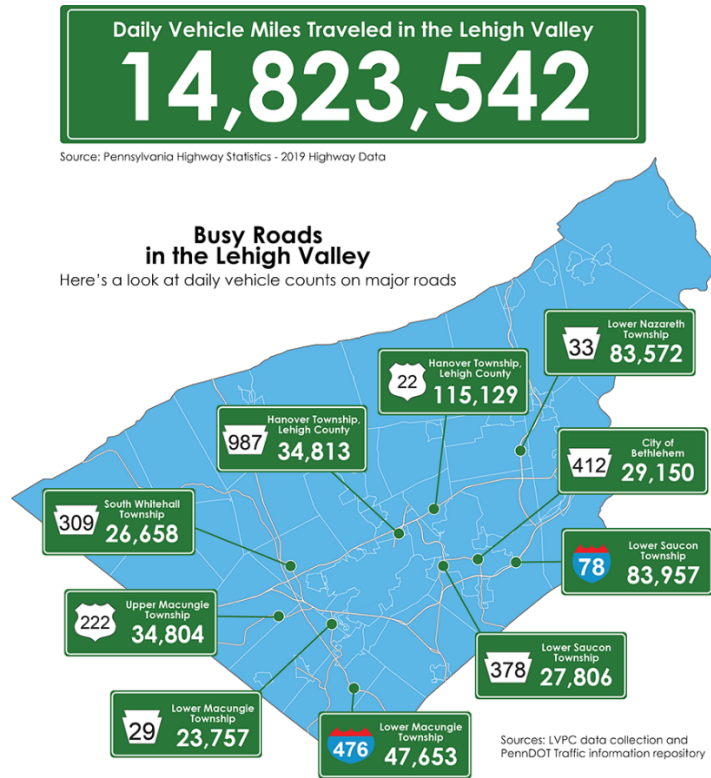 Daily Vehicle Miles Traveled in the Lehigh Valley
14,823,542
Source: Pennsylvania Highway Statistics - 2019 Highway Data
Busy Roads
in the Lehigh Valley
Here's a look at daily vehicle counts on major roads
33
Lower Nazareth
Township
83,572
22
Hanover Township,
Lehigh County
115,129
987
Hanover Township,
Lehigh County
34,813
412
City of
Bethlehem
29,150
309
South Whitehall
Township
26,658
78
Lower Saucon
Township
83,957
222
Upper Macungie
Township
34,804
378
Lower Saucon
Township
27,806
29
Lower Macungie
Township
23,757
476
Lower Macungie
Township
47,653
Sources: LVPC data collection and
PennDOT Traffic information repository